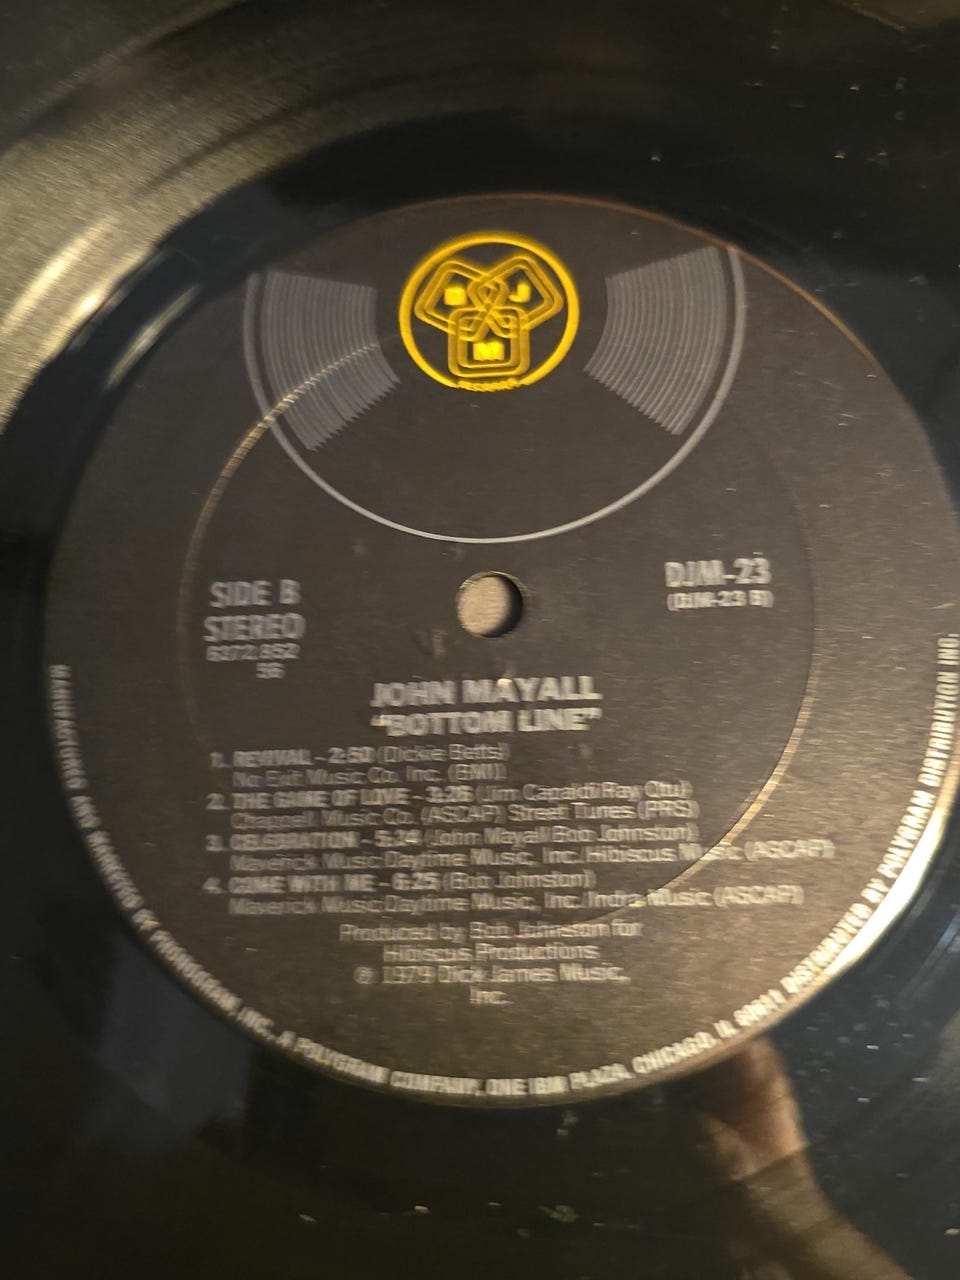 D J
M
RECORDS
SIDE B
STEREO
6372.852
SG
DJM-23
(DJM-23 B)
JOHN MAYALL
"BOTTOM LINE"
1. REVIVAL - 2:50 (Dickie Betts)
No Exit Music Co. Inc. (BMI)
2. THE GAME OF LOVE - 3:26 (Jim Capaldi/Ray Otu)
Chappell Music Co. (ASCAP) Street Tunes (PRS)
3. CELEBRATION - 5:34 (John Mayall/Bob Johnston)
Maverick Music/Daytime Music, Inc./Hibiscus Music (ASCAP)
4. COME WITH ME - 6:25 (Bob Johnston)
Maverick Music/Daytime Music, Inc./Indra Music (ASCAP)
Produced by Bob Johnston for
Hibiscus Productions
℗ 1979 Dick James Music,
Inc.
MANUFACTURED AND MARKETED BY PHONOGRAM, INC., A POLYGRAM COMPANY, ONE IBM PLAZA, CHICAGO, IL 60611 DISTRIBUTED BY POLYGRAM DISTRIBUTION INC.